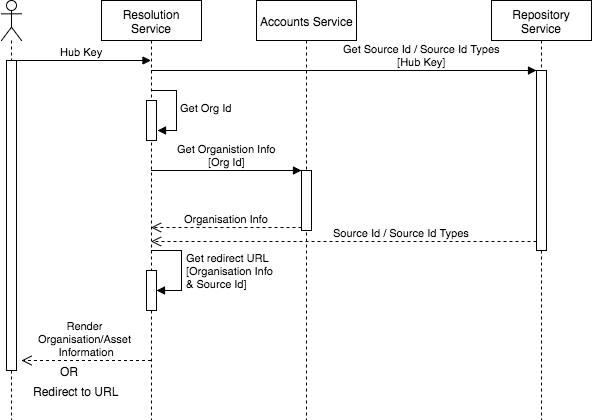 Resolution
Service
Accounts Service
Repository
Service
Hub Key
Get Source Id / Source Id Types
[Hub Key]
Get Org Id
Get Organistion Info
[Org Id]
Organisation Info
Source Id / Source Id Types
Get redirect URL
[Organisation Info
& Source Id]
Render
Organisation/Asset
Information
OR
Redirect to URL